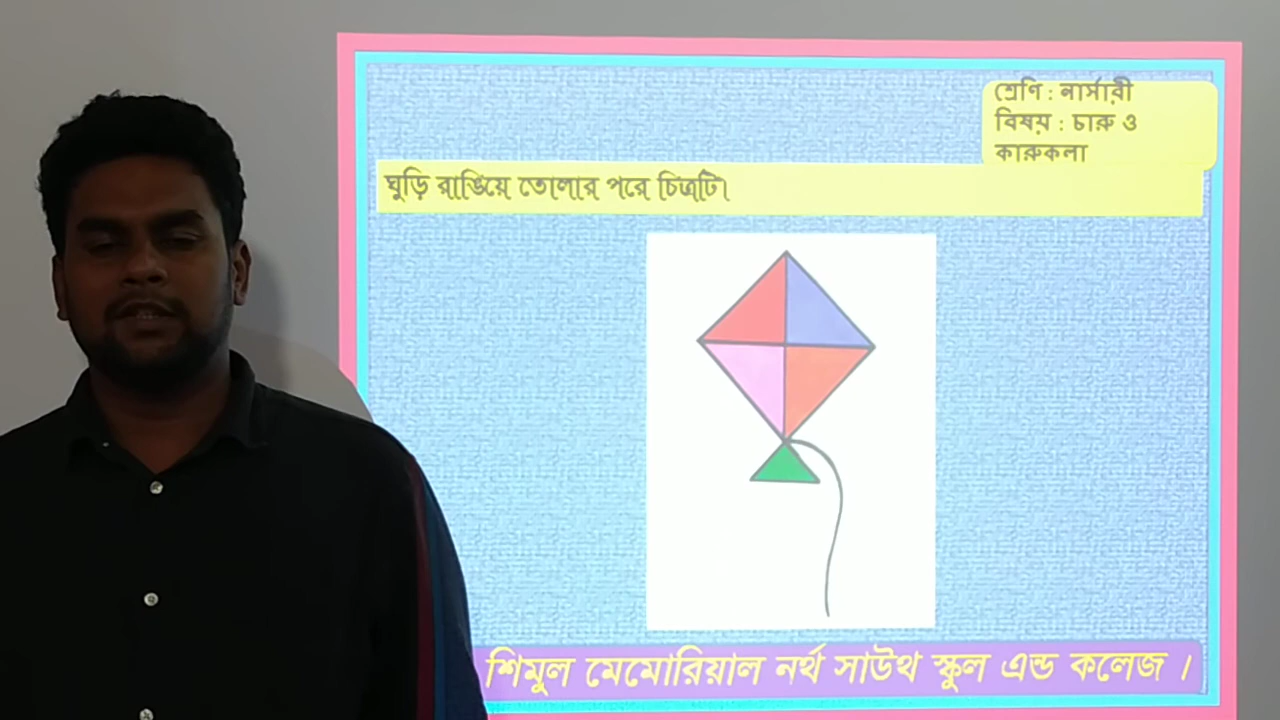 শ্রেণি : নার্সারী
বিষয় : চারু ও
কারুকলা
ঘুড়ি রাঙিয়ে তোলার পরে চিত্রটি।
শিমুল মেমোরিয়াল নর্থ সাউথ স্কুল এন্ড কলেজ ।